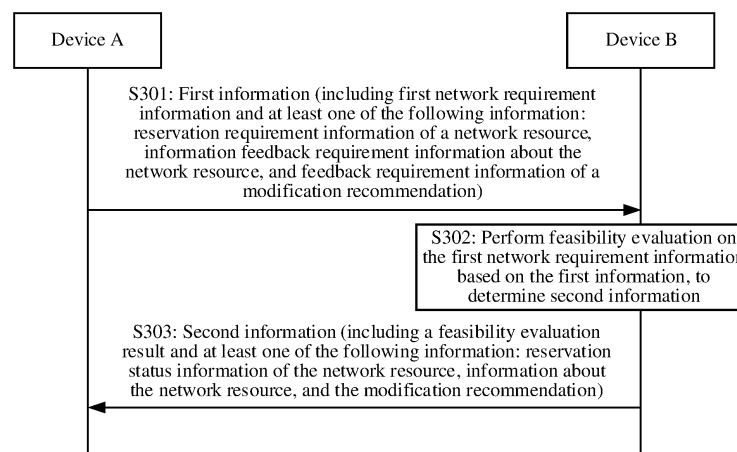 Device A
Device B
S301: First information (including first network requirement
information and at least one of the following information:
reservation requirement information of a network resource,
information feedback requirement information about the
network resource, and feedback requirement information of a
modification recommendation)
S302: Perform feasibility evaluation on
the first network requirement information
based on the first information, to
determine second information
S303: Second information (including a feasibility evaluation
result and at least one of the following information: reservation
status information of the network resource, information about
the network resource, and the modification recommendation)